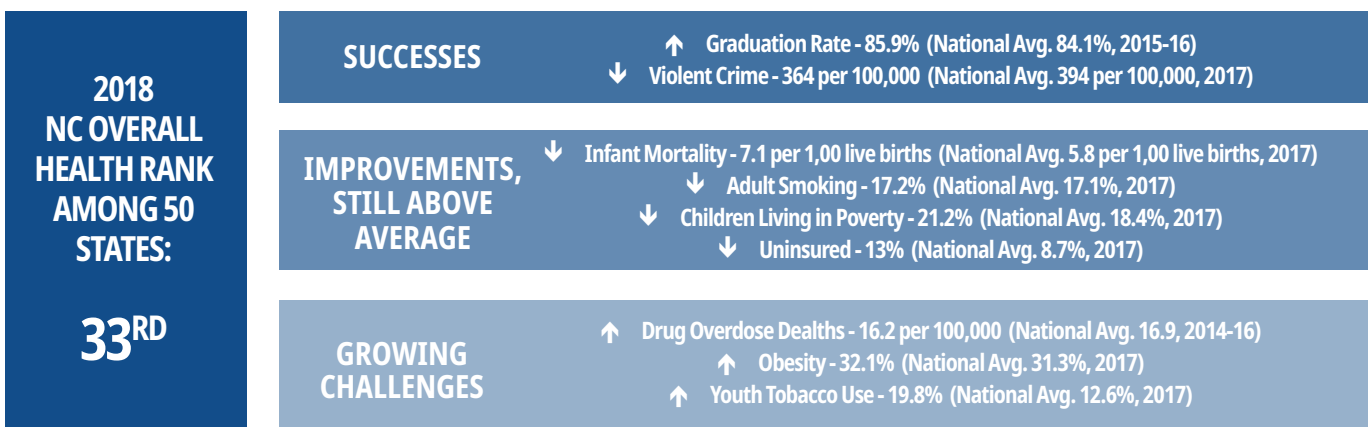 2018
NC OVERALL
HEALTH RANK
AMONG 50
STATES:
33RD
SUCCESSES
↑ Graduation Rate - 85.9% (National Avg. 84.1%, 2015-16)
↓ Violent Crime - 364 per 100,000 (National Avg. 394 per 100,000, 2017)
IMPROVEMENTS,
STILL ABOVE
AVERAGE
↓ Infant Mortality - 7.1 per 1,00 live births (National Avg. 5.8 per 1,00 live births, 2017)
↓ Adult Smoking - 17.2% (National Avg. 17.1%, 2017)
↓ Children Living in Poverty - 21.2% (National Avg. 18.4%, 2017)
↓ Uninsured - 13% (National Avg. 8.7%, 2017)
GROWING
CHALLENGES
↑ Drug Overdose Dealths - 16.2 per 100,000 (National Avg. 16.9, 2014-16)
↑ Obesity - 32.1% (National Avg. 31.3%, 2017)
↑ Youth Tobacco Use - 19.8% (National Avg. 12.6%, 2017)